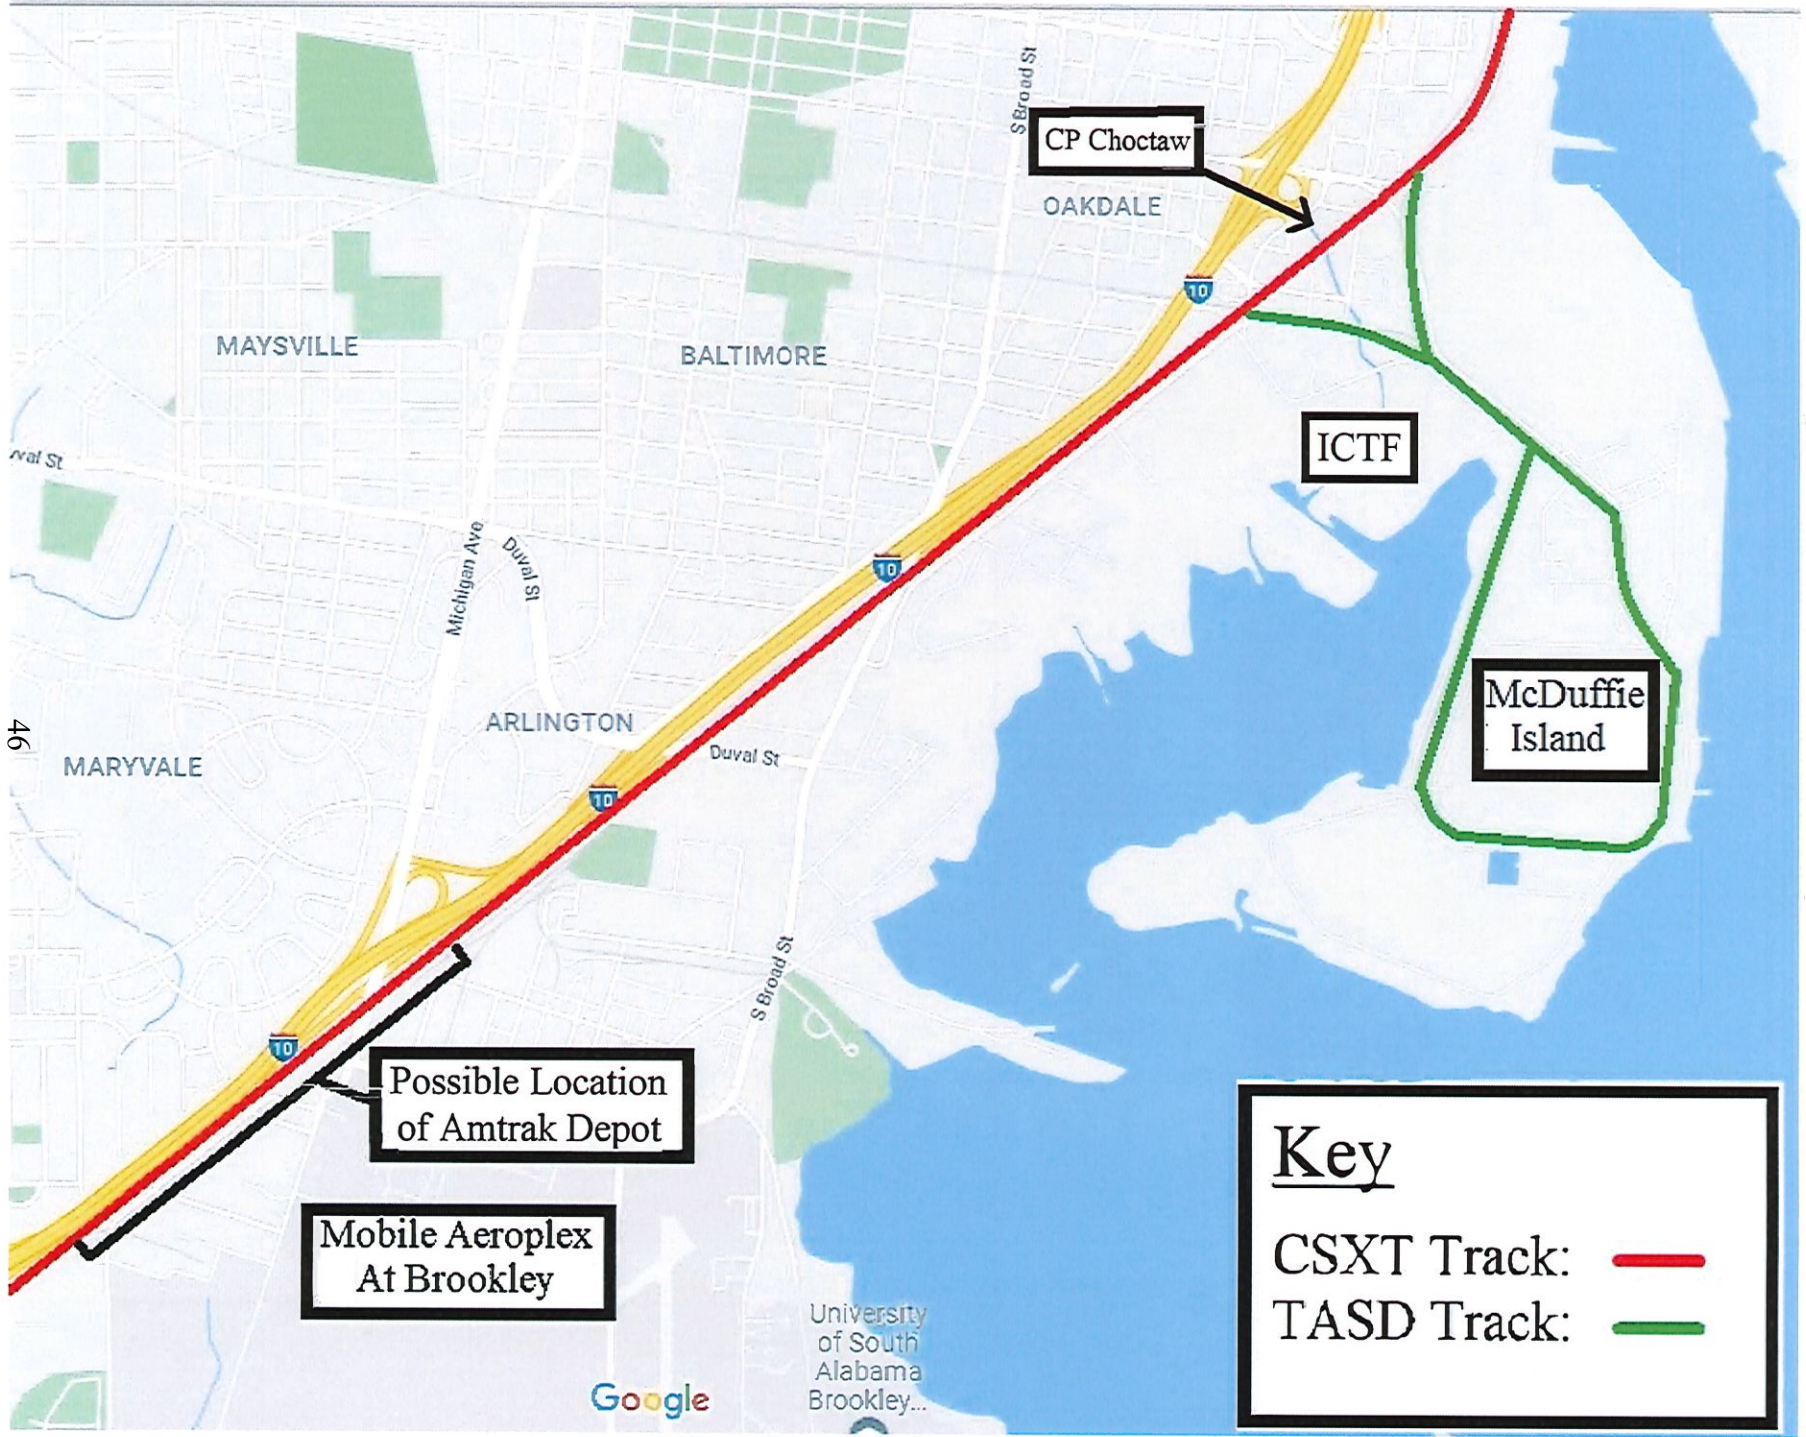 S Broad St
CP Choctaw
OAKDALE
10
MAYSVILLE
BALTIMORE
ICTF
val St
Michigan Ave
Duval St
10
McDuffie
Island
ARLINGTON
Duval St
46
MARYVALE
10
S Broad St
10
Possible Location
of Amtrak Depot
Mobile Aeroplex
At Brookley
Key
CSXT Track:
TASD Track:
University
of South
Alabama
Brookley...
Google